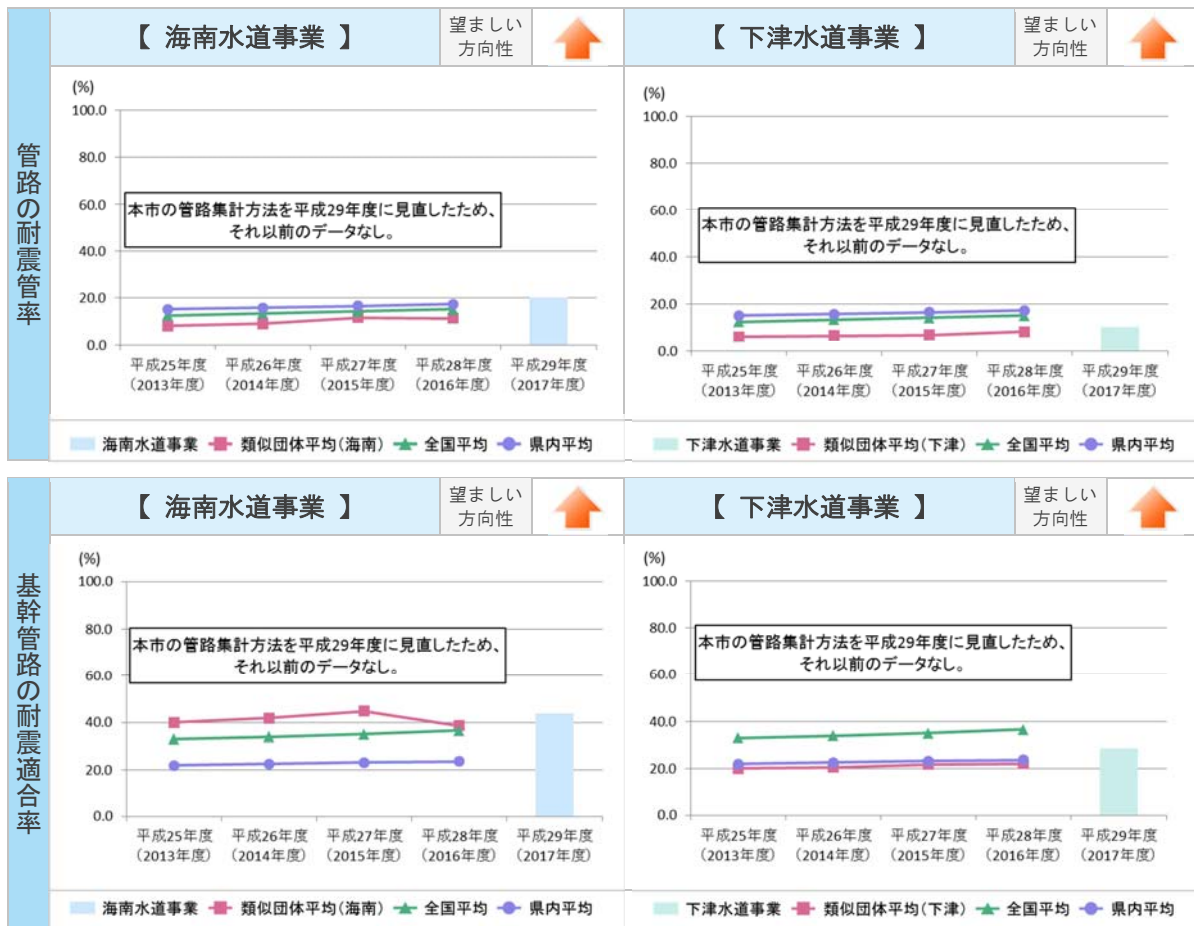 管路の耐震管率
【 海南水道事業 】
望ましい
方向性
(%)
100.0
80.0
60.0
40.0
20.0
0.0
本市の管路集計方法を平成29年度に見直したため、
それ以前のデータなし。
平成25年度 平成26年度 平成27年度 平成28年度 平成29年度
(2013年度) (2014年度) (2015年度) (2016年度) (2017年度)
海南水道事業 類似団体平均(海南) 全国平均 県内平均
【 下津水道事業 】
望ましい
方向性
(%)
100.0
80.0
60.0
40.0
20.0
0.0
本市の管路集計方法を平成29年度に見直したため、
それ以前のデータなし。
平成25年度 平成26年度 平成27年度 平成28年度 平成29年度
(2013年度) (2014年度) (2015年度) (2016年度) (2017年度)
下津水道事業 類似団体平均(下津) 全国平均 県内平均
基幹管路の耐震適合率
【 海南水道事業 】
望ましい
方向性
(%)
100.0
80.0
60.0
40.0
20.0
0.0
本市の管路集計方法を平成29年度に見直したため、
それ以前のデータなし。
平成25年度 平成26年度 平成27年度 平成28年度 平成29年度
(2013年度) (2014年度) (2015年度) (2016年度) (2017年度)
海南水道事業 類似団体平均(海南) 全国平均 県内平均
【 下津水道事業 】
望ましい
方向性
(%)
100.0
80.0
60.0
40.0
20.0
0.0
本市の管路集計方法を平成29年度に見直したため、
それ以前のデータなし。
平成25年度 平成26年度 平成27年度 平成28年度 平成29年度
(2013年度) (2014年度) (2015年度) (2016年度) (2017年度)
下津水道事業 類似団体平均(下津) 全国平均 県内平均